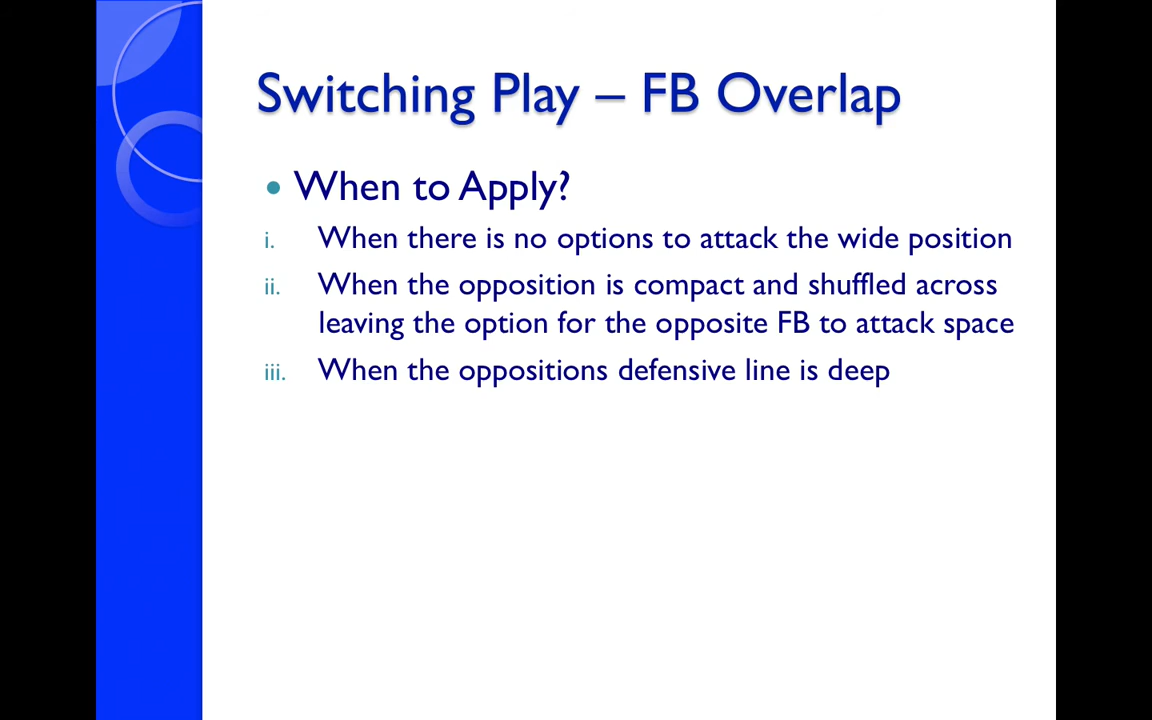 Switching Play – FB Overlap
• When to Apply?
i. When there is no options to attack the wide position
ii. When the opposition is compact and shuffled across
leaving the option for the opposite FB to attack space
iii. When the oppositions defensive line is deep